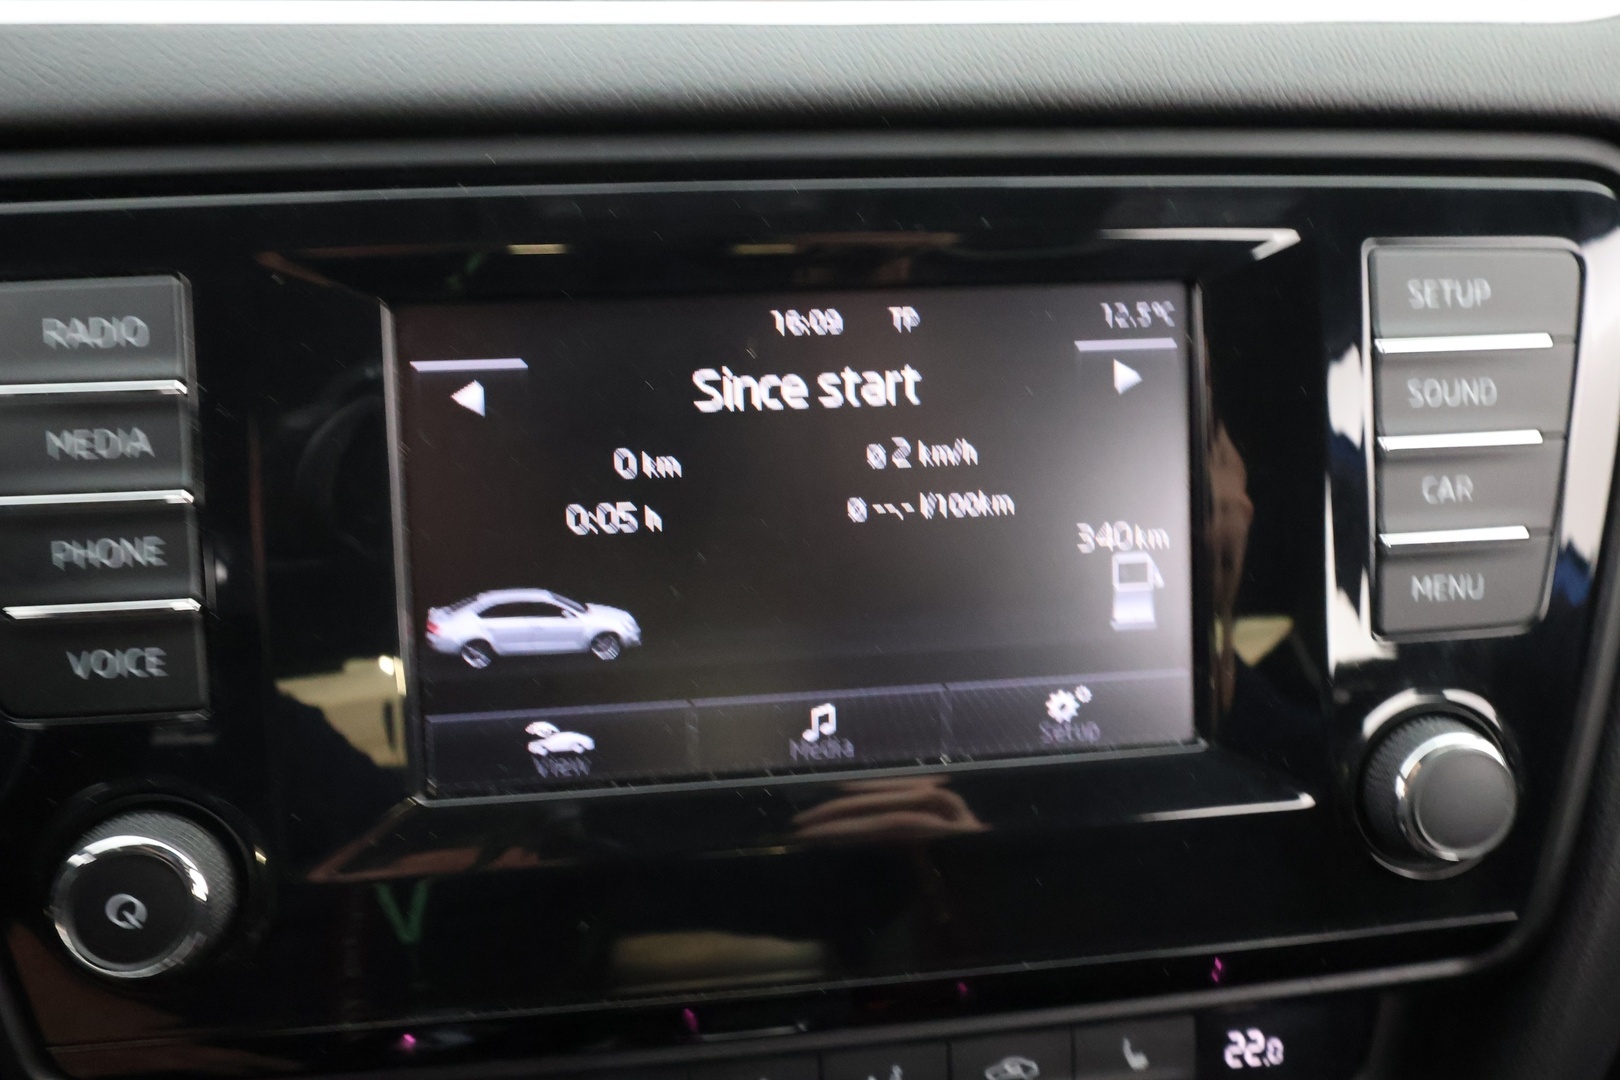 16:09 TP 12.5°C
Since start
0 km ø 2 km/h
0:05 h ø --,- l/100km
340 km
View Media Setup
RADIO
MEDIA
PHONE
VOICE
SETUP
SOUND
CAR
MENU
22.0